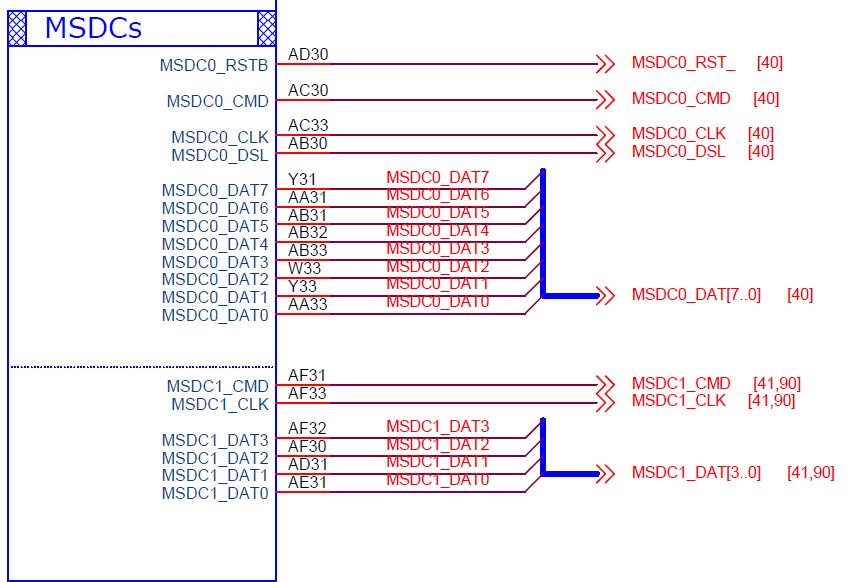 MSDCs
MSDC0_RSTB AD30 MSDC0_RST_ [40]
MSDC0_CMD AC30 MSDC0_CMD [40]
MSDC0_CLK AC33 MSDC0_CLK [40]
MSDC0_DSL AB30 MSDC0_DSL [40]
MSDC0_DAT7 Y31 MSDC0_DAT7
MSDC0_DAT6 AA31 MSDC0_DAT6
MSDC0_DAT5 AB31 MSDC0_DAT5
MSDC0_DAT4 AB32 MSDC0_DAT4
MSDC0_DAT3 AB33 MSDC0_DAT3
MSDC0_DAT2 W33 MSDC0_DAT2
MSDC0_DAT1 Y33 MSDC0_DAT1 MSDC0_DAT[7..0] [40]
MSDC0_DAT0 AA33 MSDC0_DAT0
MSDC1_CMD AF31 MSDC1_CMD [41,90]
MSDC1_CLK AF33 MSDC1_CLK [41,90]
MSDC1_DAT3 AF32 MSDC1_DAT3
MSDC1_DAT2 AF30 MSDC1_DAT2
MSDC1_DAT1 AD31 MSDC1_DAT1 MSDC1_DAT[3..0] [41,90]
MSDC1_DAT0 AE31 MSDC1_DAT0